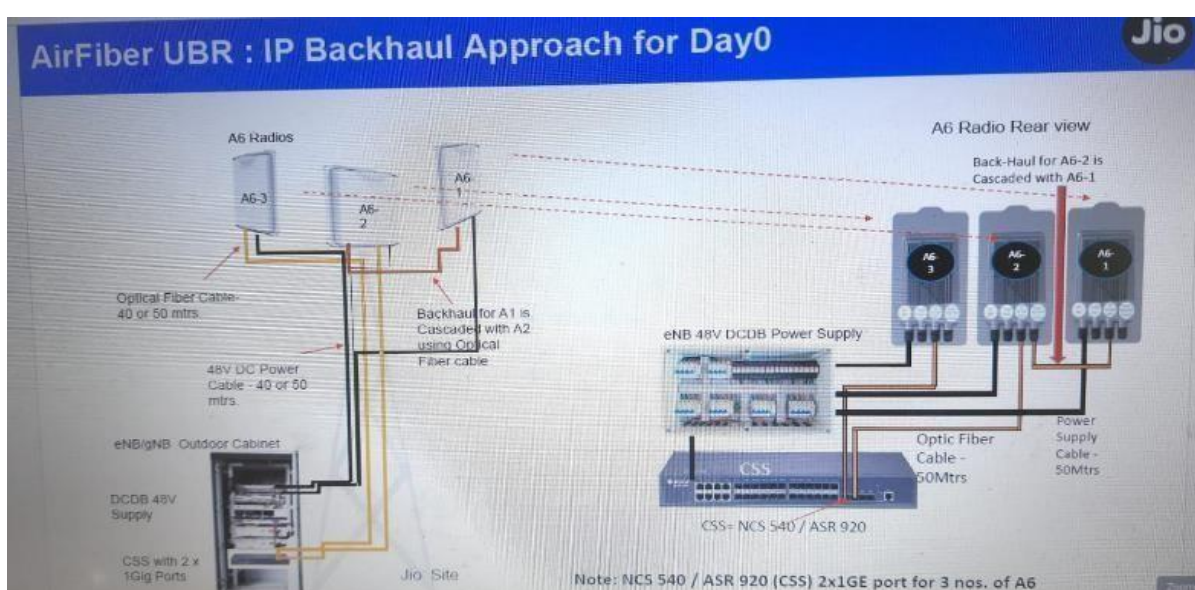 AirFiber UBR : IP Backhaul Approach for Day0
Jio
A6 Radios
A6-3
A6-
2
A6-
1
Optical Fiber Cable-
40 or 50 mtrs.
Backhaul for A1 is
Cascaded with A2
using Optical
Fiber cable
48V DC Power
Cable - 40 or 50
mtrs.
eNB/gNB Outdoor Cabinet
DCDB 48V
Supply
CSS with 2 x
1Gig Ports
Jio Site
A6 Radio Rear view
Back-Haul for A6-2 is
Cascaded with A6-1
A6-
3
A6-
2
A6-
1
eNB 48V DCDB Power Supply
CSS
Optic Fiber
Cable -
50Mtrs
Power
Supply
Cable -
50Mtrs
CSS= NCS 540 / ASR 920
Note: NCS 540 / ASR 920 (CSS) 2x1GE port for 3 nos. of A6